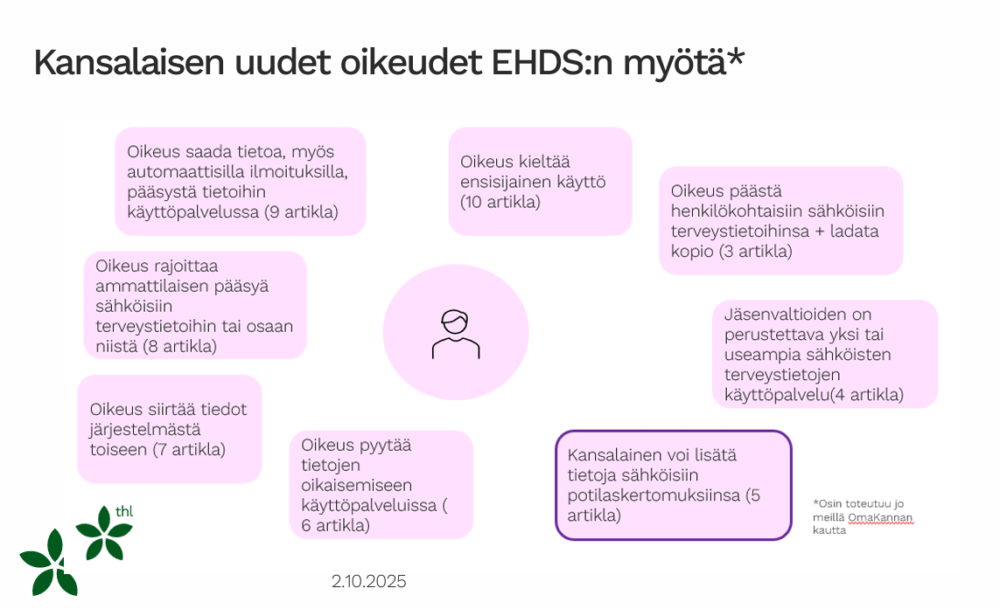 Kansalaisen uudet oikeudet EHDS:n myötä*
Oikeus saada tietoa, myös
automaattisilla ilmoituksilla,
pääsystä tietoihin
käyttöpalvelussa (9 artikla)
Oikeus kieltää
ensisijainen käyttö
(10 artikla)
Oikeus päästä
henkilökohtaisiin sähköisiin
terveystietoihinsa + ladata
kopio (3 artikla)
Oikeus rajoittaa
ammattilaisen pääsyä
sähköisiin
terveystietoihin tai osaan
niistä (8 artikla)
Jäsenvaltioiden on
perustettava yksi tai
useampia sähköisten
terveystietojen
käyttöpalvelu(4 artikla)
Oikeus siirtää tiedot
järjestelmästä
toiseen (7 artikla)
Oikeus pyytää
tietojen
oikaisemiseen
käyttöpalveluissa (
6 artikla)
Kansalainen voi lisätä
tietoja sähköisiin
potilaskertomuksiinsa (5
artikla)
*Osin toteutuu jo
meillä OmaKannan
kautta
thl
2.10.2025